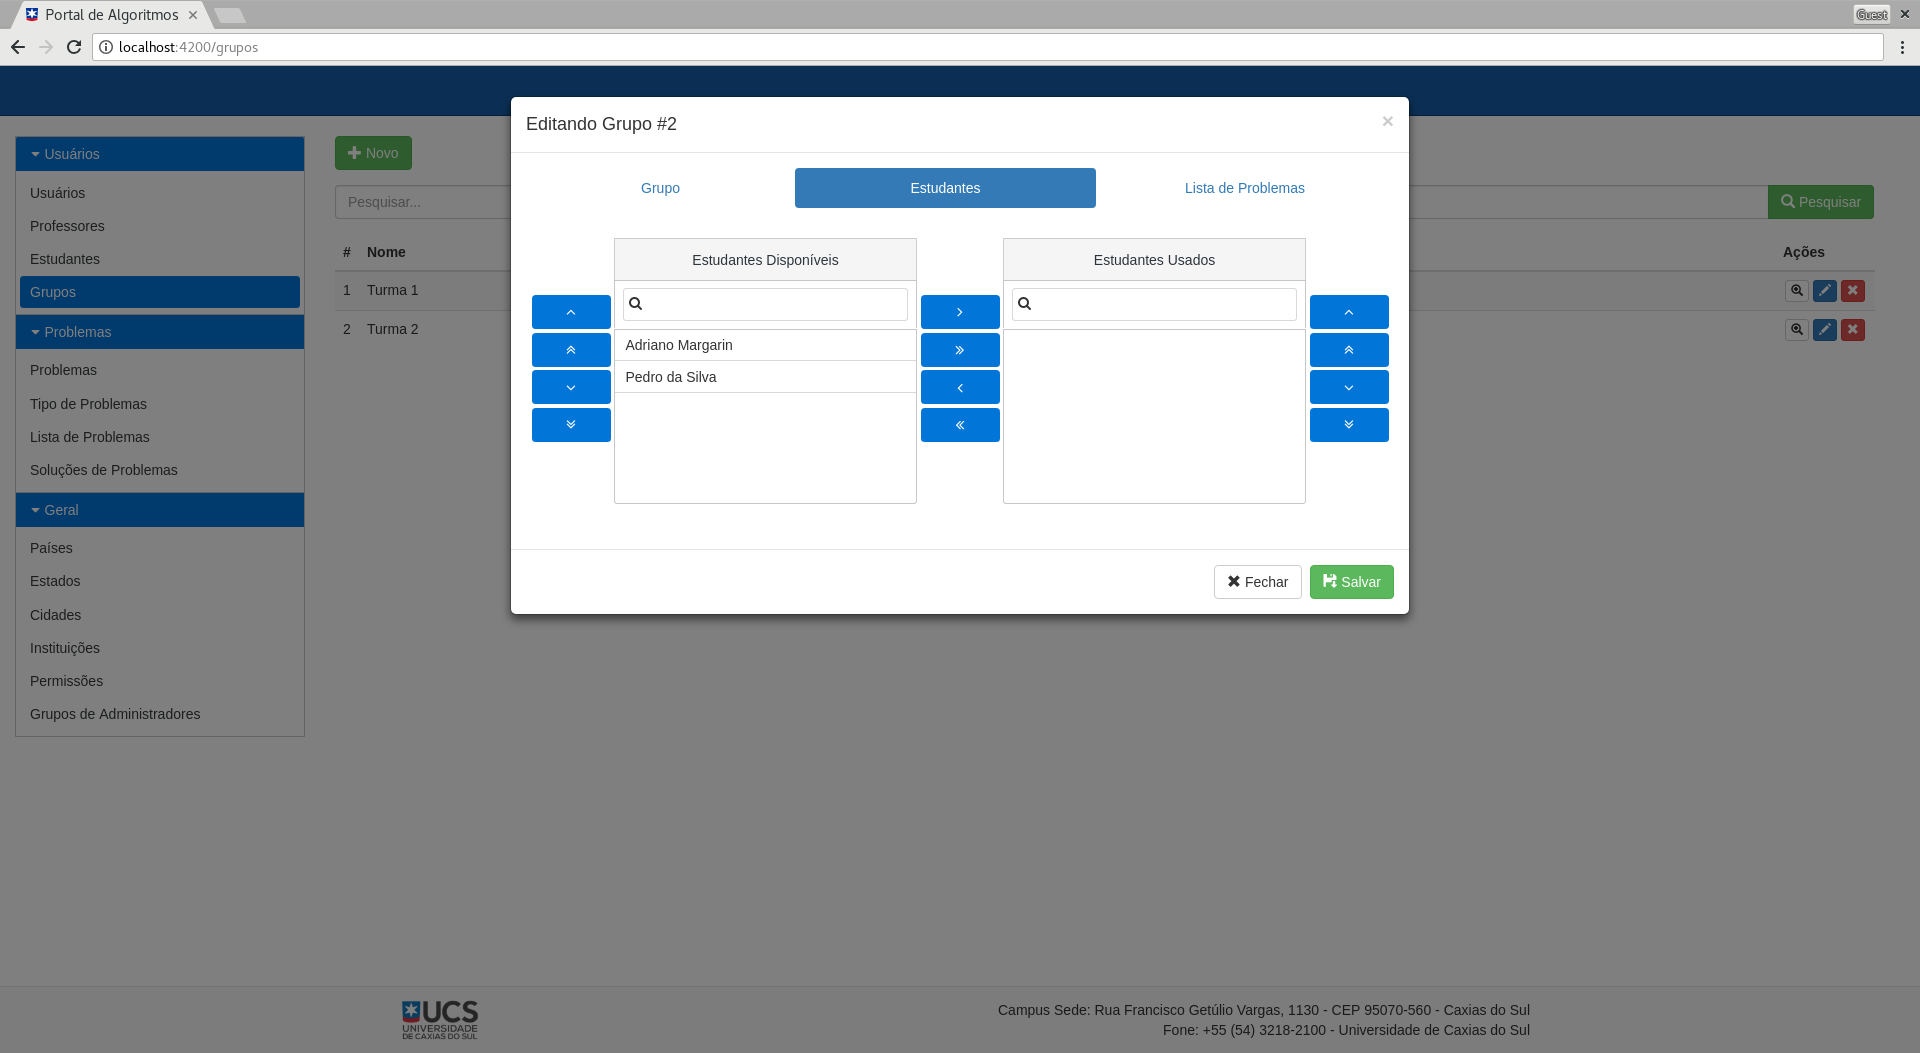 Portal de Algoritmos
Guest
localhost:4200/grupos
Editando Grupo #2
×
Grupo
Estudantes
Lista de Problemas
Estudantes Disponíveis
Adriano Margarin
Pedro da Silva
Estudantes Usados
Fechar
Salvar
Usuários
Usuários
Professores
Estudantes
Grupos
Problemas
Problemas
Tipo de Problemas
Lista de Problemas
Soluções de Problemas
Geral
Países
Estados
Cidades
Instituições
Permissões
Grupos de Administradores
Novo
Pesquisar...
Pesquisar
# Nome Ações
1 Turma 1
2 Turma 2
UCS
UNIVERSIDADE
DE CAXIAS DO SUL
Campus Sede: Rua Francisco Getúlio Vargas, 1130 - CEP 95070-560 - Caxias do Sul
Fone: +55 (54) 3218-2100 - Universidade de Caxias do Sul